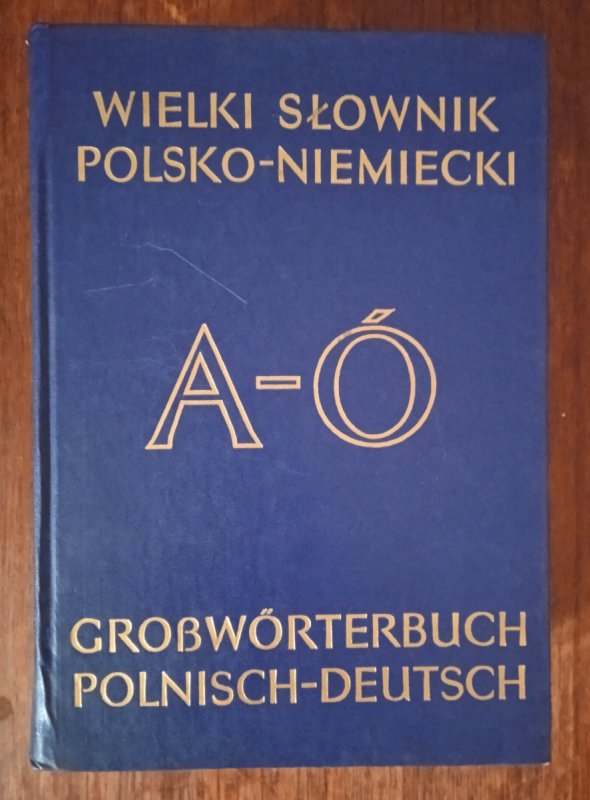 WIELKI SŁOWNIK
POLSKO-NIEMIECKI
A-Ó
GROßWÖRTERBUCH
POLNISCH-DEUTSCH